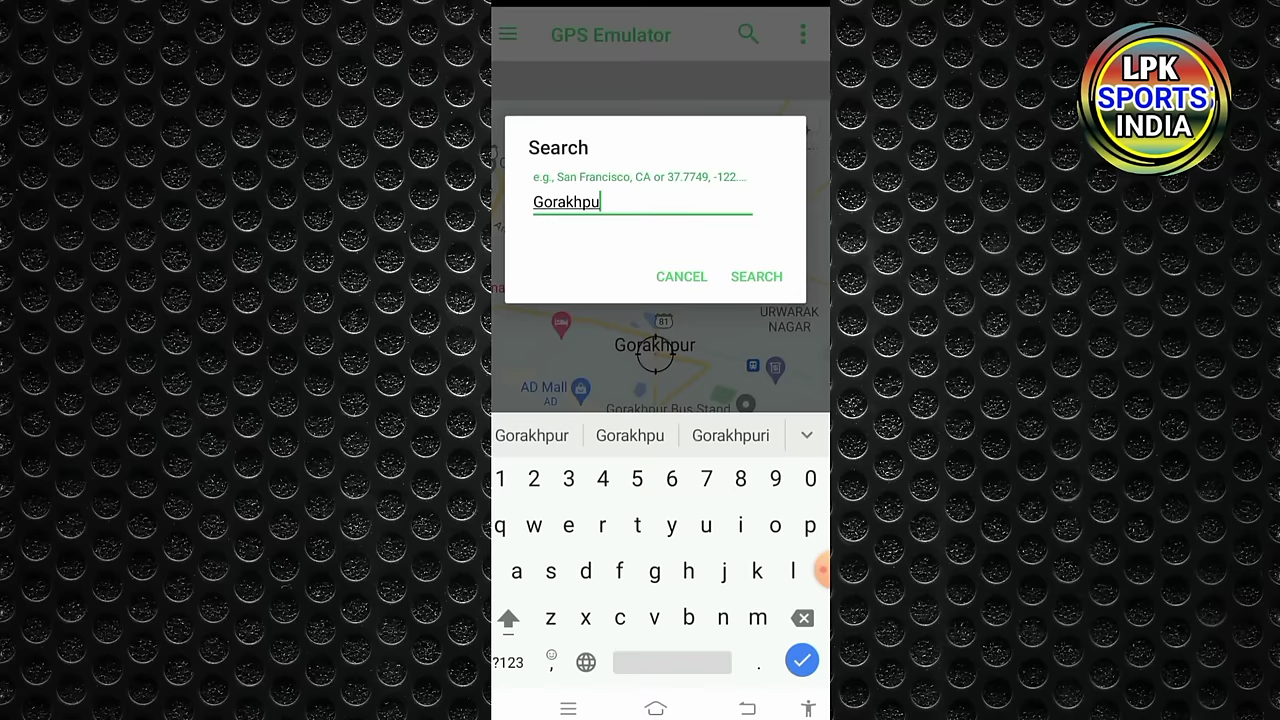 GPS Emulator
LPK
SPORTS
INDIA
Search
e.g., San Francisco, CA or 37.7749, -122....
Gorakhpu
CANCEL SEARCH
URWARAK
NAGAR
81
Gorakhpur
AD Mall
AD
Gorakhpur Bus Stand
Gorakhpur Gorakhpu Gorakhpuri
1 2 3 4 5 6 7 8 9 0
q w e r t y u i o p
a s d f g h j k l
z x c v b n m
?123 , .